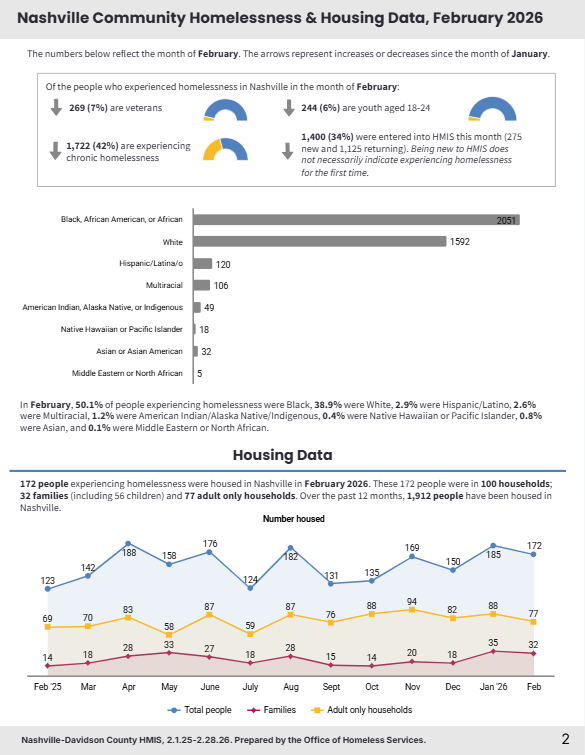 Nashville Community Homelessness & Housing Data, February 2026
The numbers below reflect the month of February. The arrows represent increases or decreases since the month of January.
Of the people who experienced homelessness in Nashville in the month of February:
269 (7%) are veterans
244 (6%) are youth aged 18-24
1,722 (42%) are experiencing
chronic homelessness
1,400 (34%) were entered into HMIS this month (275
new and 1,125 returning). Being new to HMIS does
not necessarily indicate experiencing homelessness
for the first time.
Black, African American, or African 2051
White 1592
Hispanic/Latina/o 120
Multiracial 106
American Indian, Alaska Native, or Indigenous 49
Native Hawaiian or Pacific Islander 18
Asian or Asian American 32
Middle Eastern or North African 5
In February, 50.1% of people experiencing homelessness were Black, 38.9% were White, 2.9% were Hispanic/Latino, 2.6%
were Multiracial, 1.2% were American Indian/Alaska Native/Indigenous, 0.4% were Native Hawaiian or Pacific Islander, 0.8%
were Asian, and 0.1% were Middle Eastern or North African.
Housing Data
172 people experiencing homelessness were housed in Nashville in February 2026. These 172 people were in 100 households;
32 families (including 56 children) and 77 adult only households. Over the past 12 months, 1,912 people have been housed in
Nashville.
Number housed
123 142 188 158 176 124 182 131 135 169 150 185 172
69 70 83 58 87 59 87 76 88 94 82 88 77
14 18 28 33 27 18 28 15 14 20 18 35 32
Feb '25 Mar Apr May June July Aug Sept Oct Nov Dec Jan '26 Feb
Total people Families Adult only households
Nashville-Davidson County HMIS, 2.1.25-2.28.26. Prepared by the Office of Homeless Services.
2